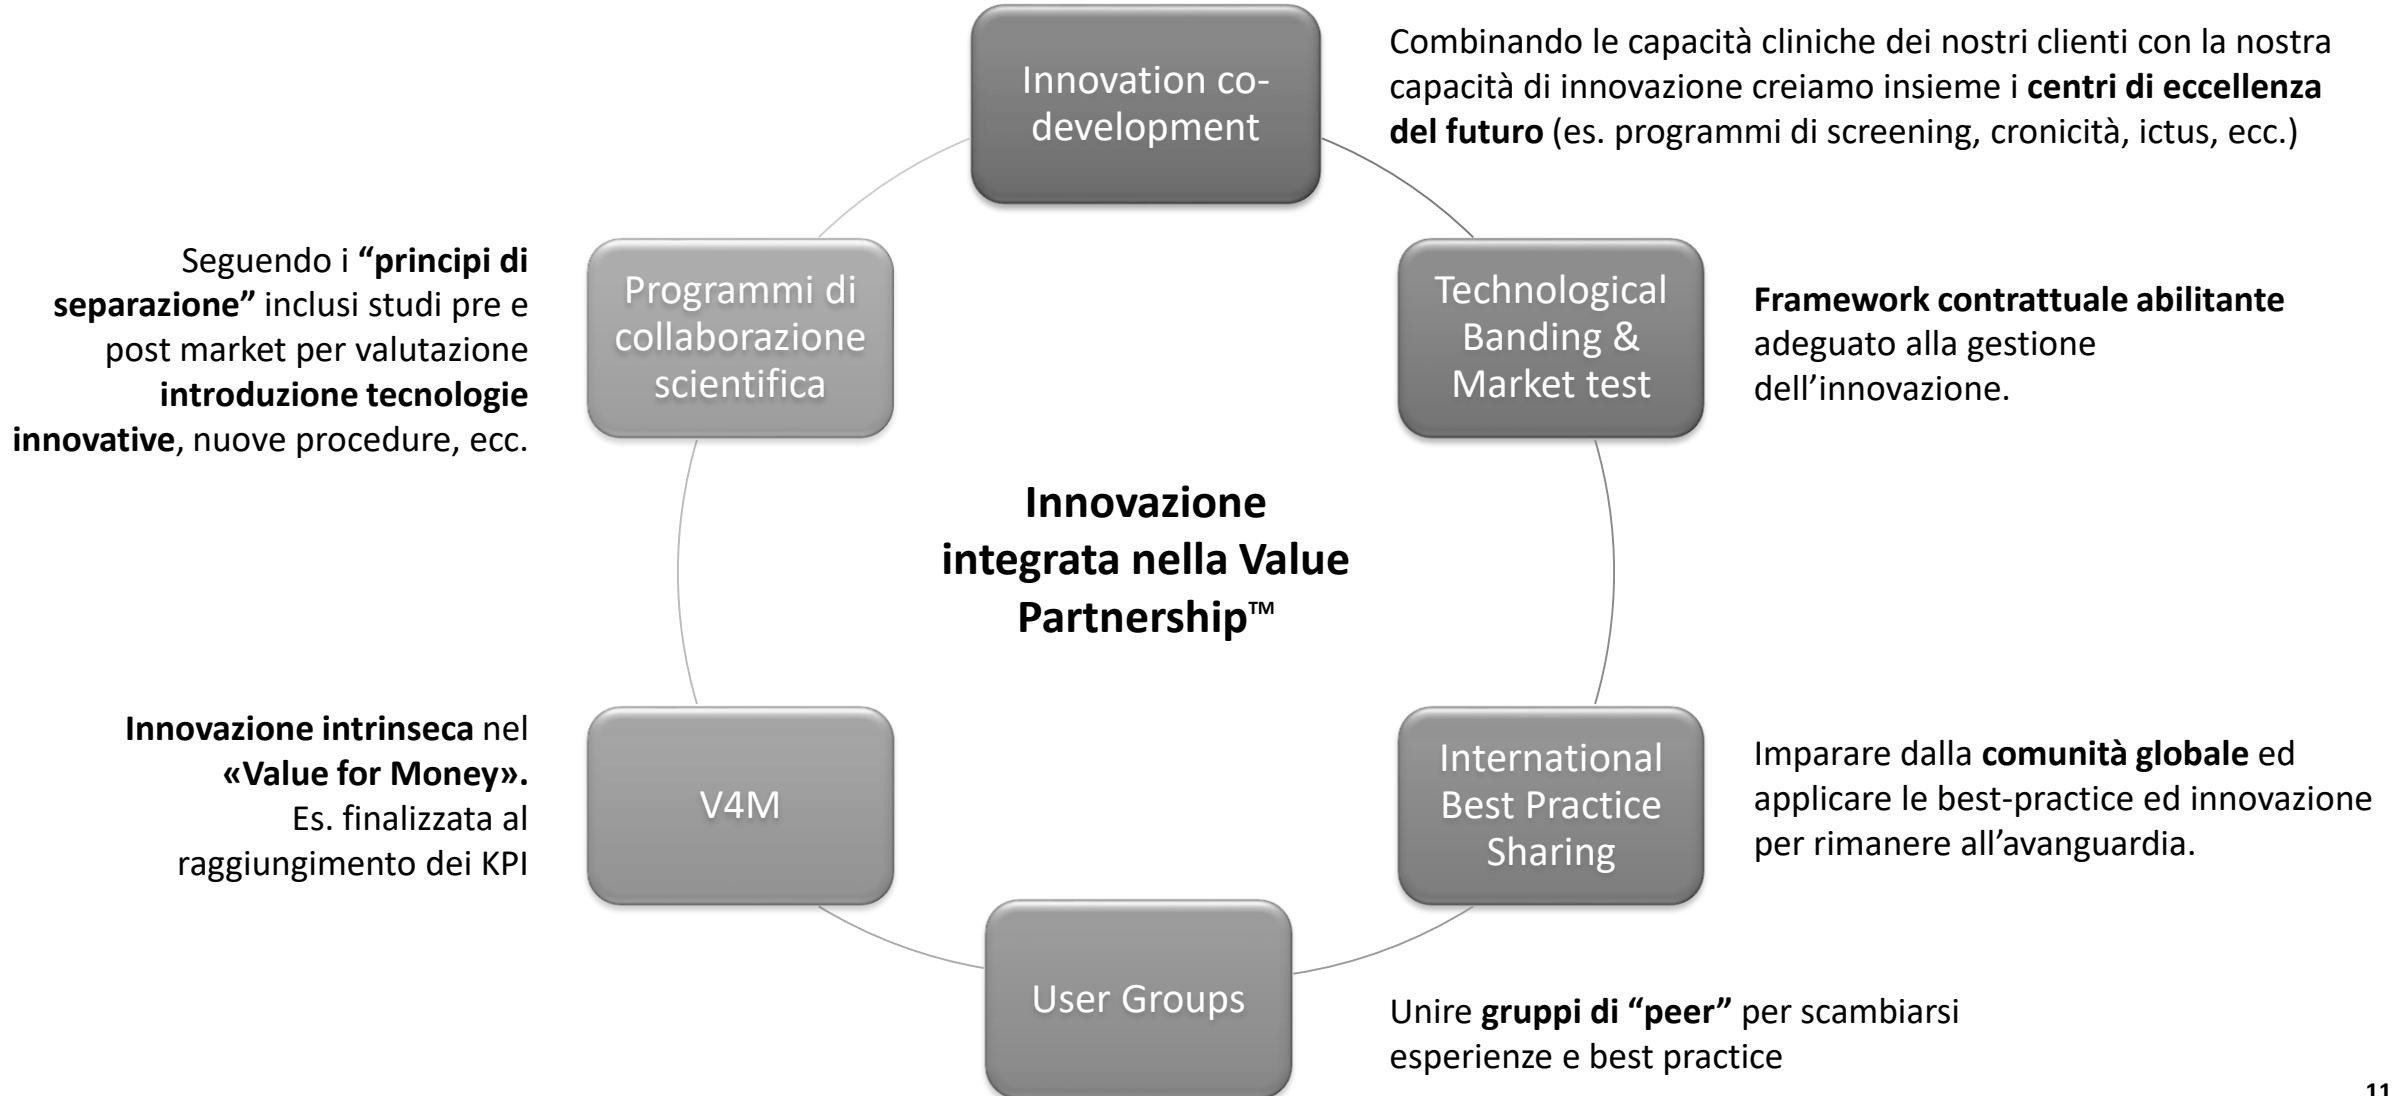 Innovation co-
development
Combinando le capacità cliniche dei nostri clienti con la nostra
capacità di innovazione creiamo insieme i centri di eccellenza
del futuro (es. programmi di screening, cronicità, ictus, ecc.)
Seguendo i “principi di
separazione” inclusi studi pre e
post market per valutazione
introduzione tecnologie
innovative, nuove procedure, ecc.
Programmi di
collaborazione
scientifica
Technological
Banding &
Market test
Framework contrattuale abilitante
adeguato alla gestione
dell’innovazione.
Innovazione
integrata nella Value
Partnership™
Innovazione intrinseca nel
«Value for Money».
Es. finalizzata al
raggiungimento dei KPI
V4M
International
Best Practice
Sharing
Imparare dalla comunità globale ed
applicare le best-practice ed innovazione
per rimanere all’avanguardia.
User Groups
Unire gruppi di “peer” per scambiarsi
esperienze e best practice
11